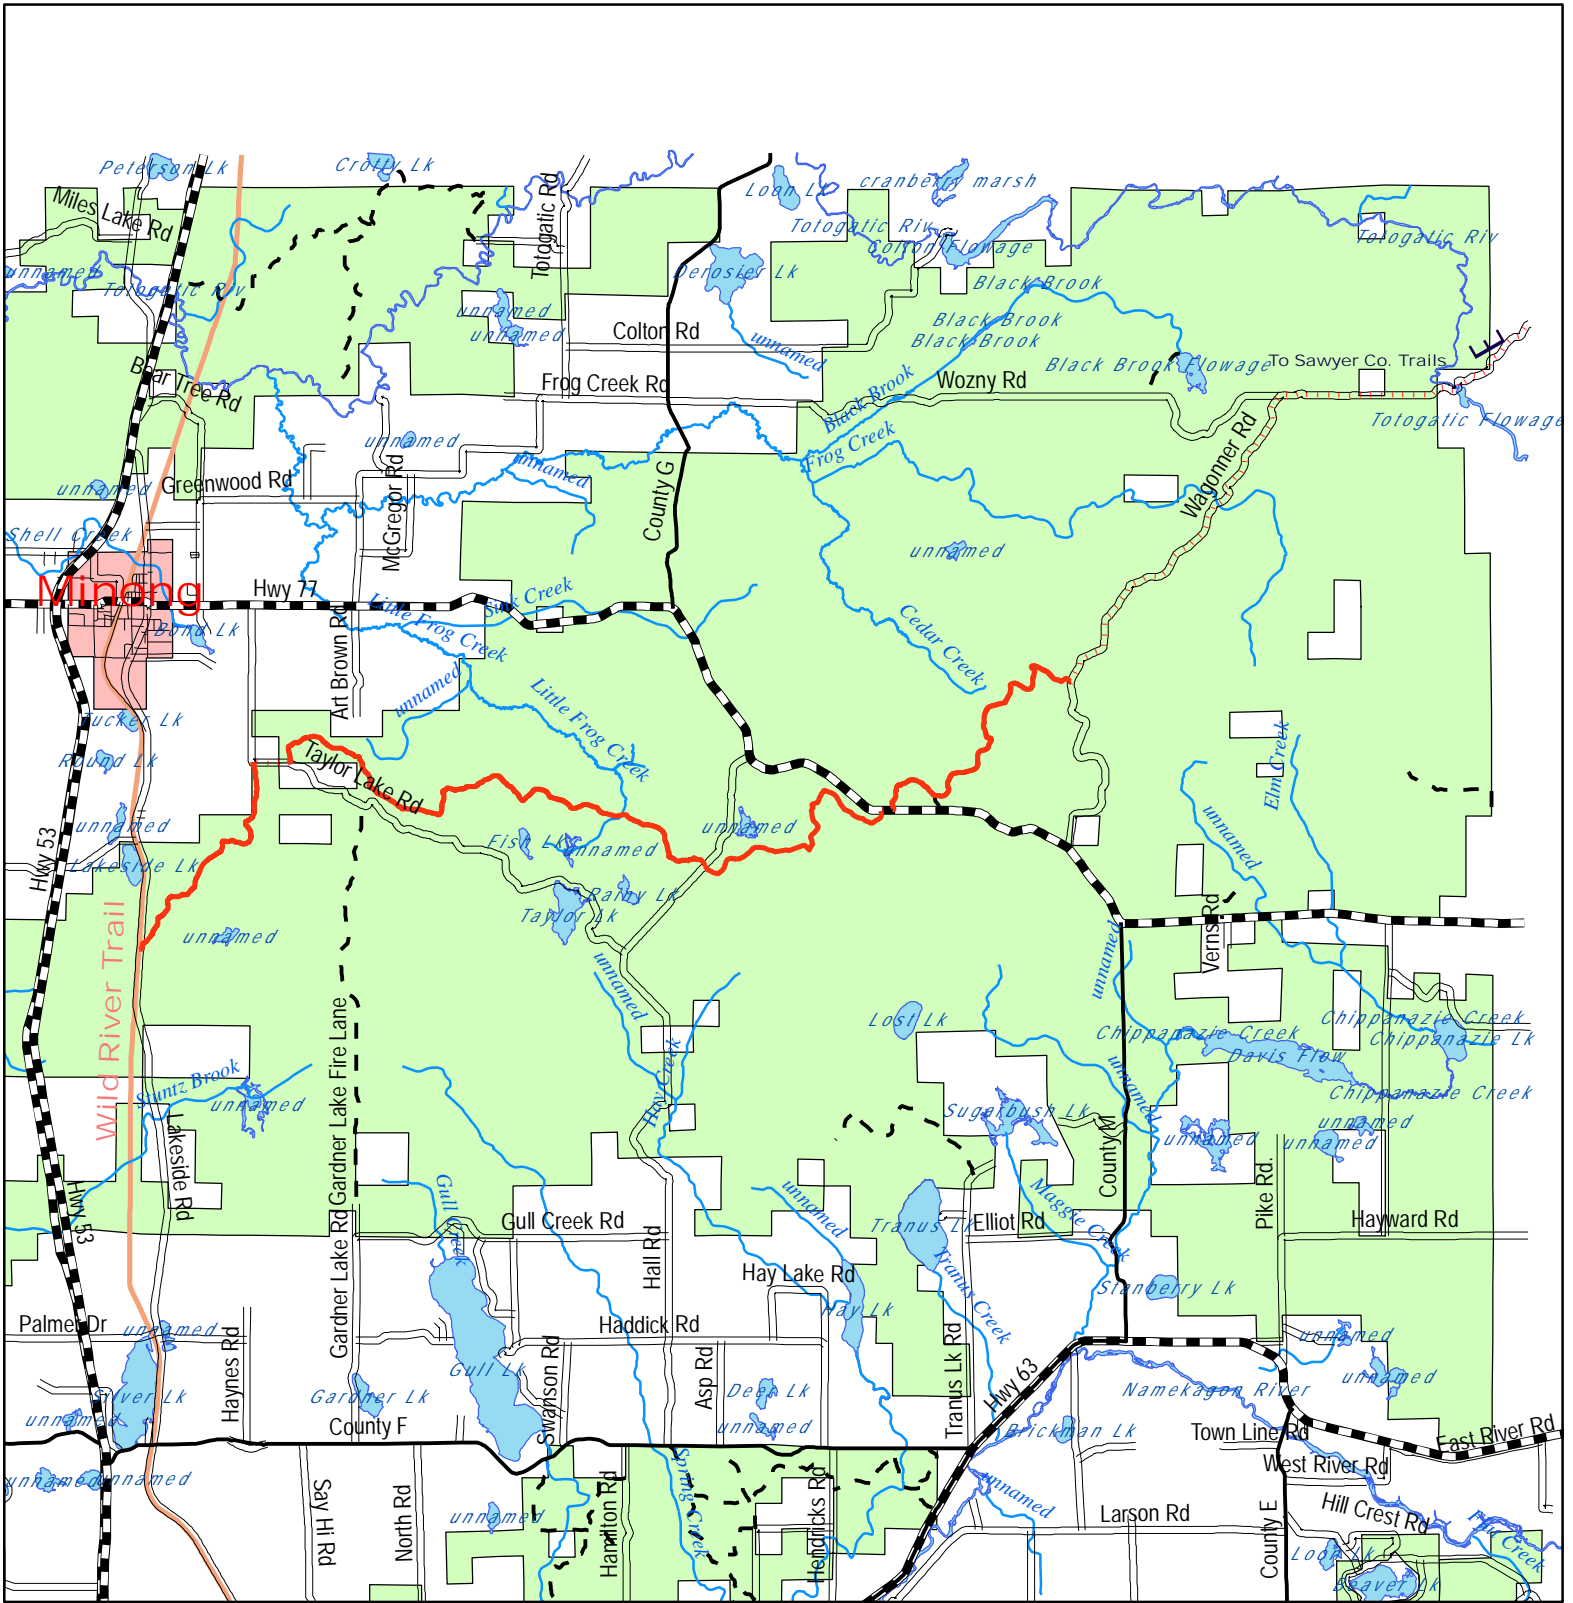 Peterson Lk
Crotty Lk
Miles Lake Rd
Totogatic Rd
Loon Lk
cranberry marsh
Totogatic Riv
Colton Flowage
Totogatic Riv
unnamed
Totogatic Riv
Derosier Lk
Black Brook
unnamed
unnamed
Colton Rd
unnamed
Black Brook
Black Brook
Black Brook Flowage
To Sawyer Co. Trails
Bear Tree Rd
Frog Creek Rd
Wozny Rd
Black Brook
Totogatic Flowage
unnamed
Frog Creek
Wagonner Rd
unnamed
Greenwood Rd
McGregor Rd
unnamed
County G
Shell Creek
unnamed
Minong
Hwy 77
Little Frog Creek
Sink Creek
Cedar Creek
Bond Lk
Art Brown Rd
unnamed
Little Frog Creek
Tucker Lk
Round Lk
Taylor Lake Rd
Elm Creek
unnamed
Hwy 53
unnamed
Fish Lk
unnamed
unnamed
Lakeside Lk
Rainy Lk
Taylor Lk
unnamed
Wild River Trail
unnamed
unnamed
Verns Rd
Gardner Lake Fire Lane
Lost Lk
Chippanazie Creek
Davis Flow
Chippanazie Creek
Chippanazie Lk
Stuntz Brook
unnamed
Hay Creek
Sugarbush Lk
unnamed
Chippanazie Creek
unnamed
unnamed
unnamed
Lakeside Rd
Hwy 53
Gull Creek
Gull Creek Rd
unnamed
Tranus Lk
Elliot Rd
Maggie Creek
County M
Pike Rd.
Hayward Rd
Gardner Lake Rd
Hall Rd
Hay Lake Rd
Hay Lk
Tranus Creek
Stanberry Lk
Palmer Dr
unnamed
Haynes Rd
Haddick Rd
unnamed
Silver Lk
unnamed
Gardner Lk
Gull Lk
Swanson Rd
Asp Rd
Deer Lk
unnamed
Tranus Lk Rd
Hwy 63
Namekagon River
unnamed
County F
Brickman Lk
Town Line Rd
East River Rd
West River Rd
unnamed
unnamed
Say Hi Rd
North Rd
unnamed
Hamilton Rd
Spring Creek
Hendricks Rd
unnamed
Larson Rd
County E
Hill Crest Rd
Loon Lk
Beaver Lk